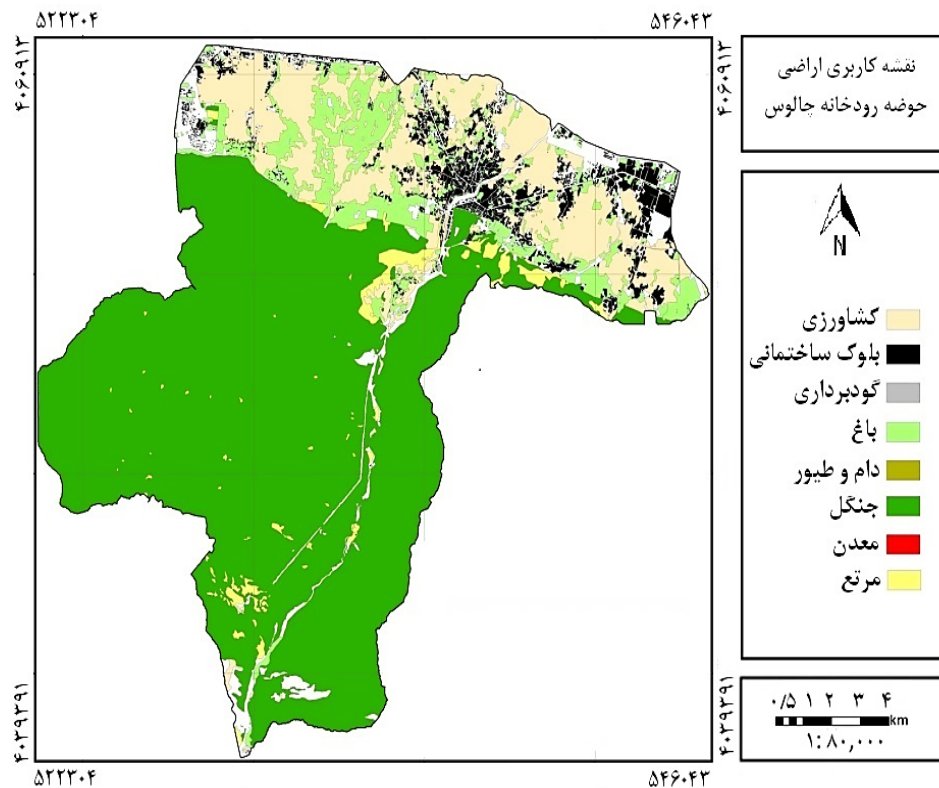 ۵۲۲۳۰۴
۵۴۶۰۴۳
۴۰۶۰۹۱۳
۴۰۶۰۹۱۳
نقشه کاربری اراضی
حوضه رودخانه چالوس
N
کشاورزی
بلوک ساختمانی
گودبرداری
باغ
دام و طیور
جنگل
معدن
مرتع
۴۰۳۹۳۹۱
۴۰۳۹۳۹۱
۰/۵ ۱ ۲ ۳ ۴
km
۱:۸۰,۰۰۰
۵۲۲۳۰۴
۵۴۶۰۴۳